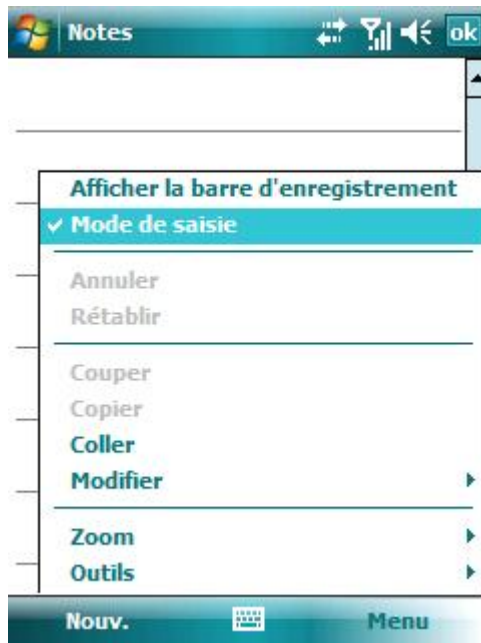 Notes
ok
Afficher la barre d'enregistrement
Mode de saisie
Annuler
Rétablir
Couper
Copier
Coller
Modifier
Zoom
Outils
Nouv.
Menu